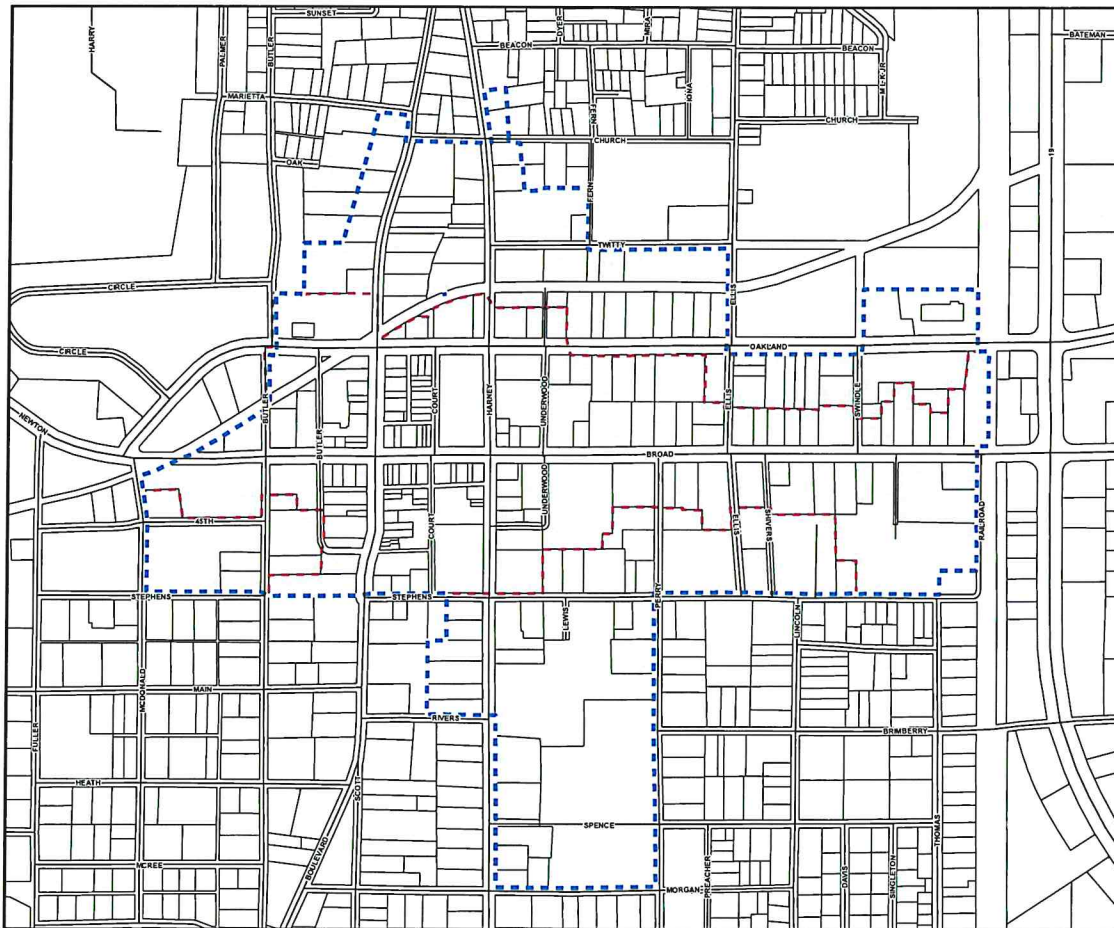 SUNSET
HARRY
PALMER
BUTLER
DYER
MIRA
BEACON
BEACON
BATEMAN
MARIETTA
FERN
IONA
M L K JR
CHURCH
CHURCH
19
OAK
FERN
TWITTY
CIRCLE
ELLIS
CIRCLE
OAKLAND
NEWTON
BUTLER
BUTLER
COURT
HARNEY
UNDERWOOD
ELLIS
SWINDLE
BROAD
45TH
COURT
UNDERWOOD
ELLIS
SHIVERS
RAILROAD
STEPHENS
STEPHENS
LEWIS
PERRY
LINCOLN
FULLER
MCDONALD
MAIN
RIVERS
BRIMBERRY
HEATH
SCOTT
BOULEVARD
SPENCE
THOMAS
MCREE
MORGAN
PREACHER
DAVIS
SINGLETON